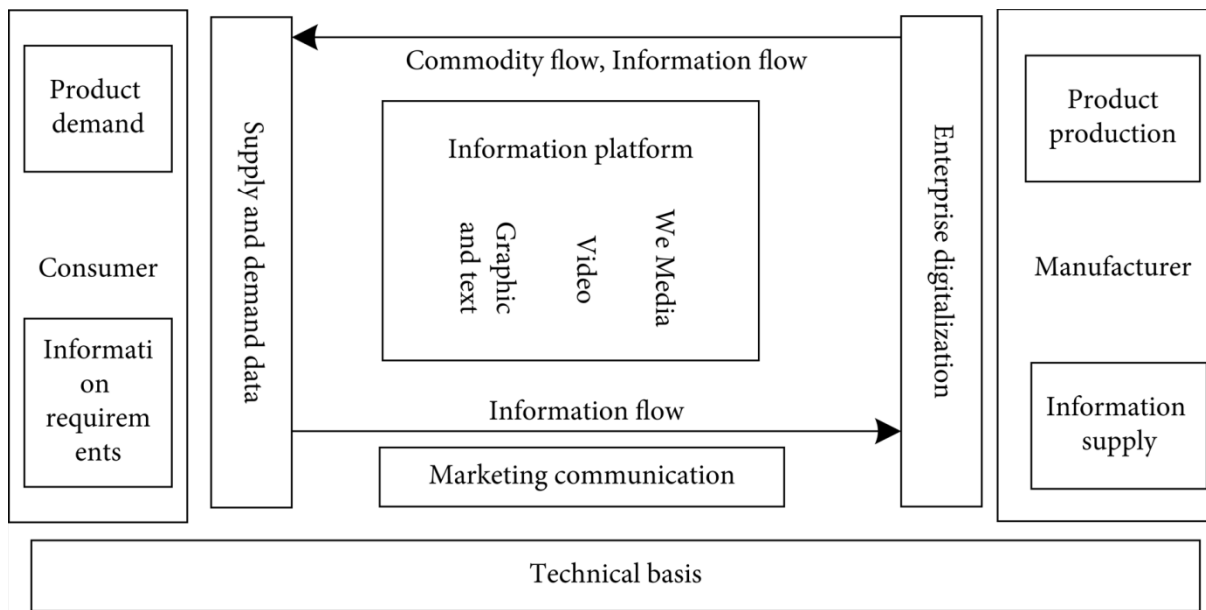 Product
demand
Consumer
Informati
on
requirem
ents
Supply and demand data
Commodity flow, Information flow
Information platform
Graphic
and text
Video
We Media
Information flow
Marketing communication
Enterprise digitalization
Product
production
Manufacturer
Information
supply
Technical basis